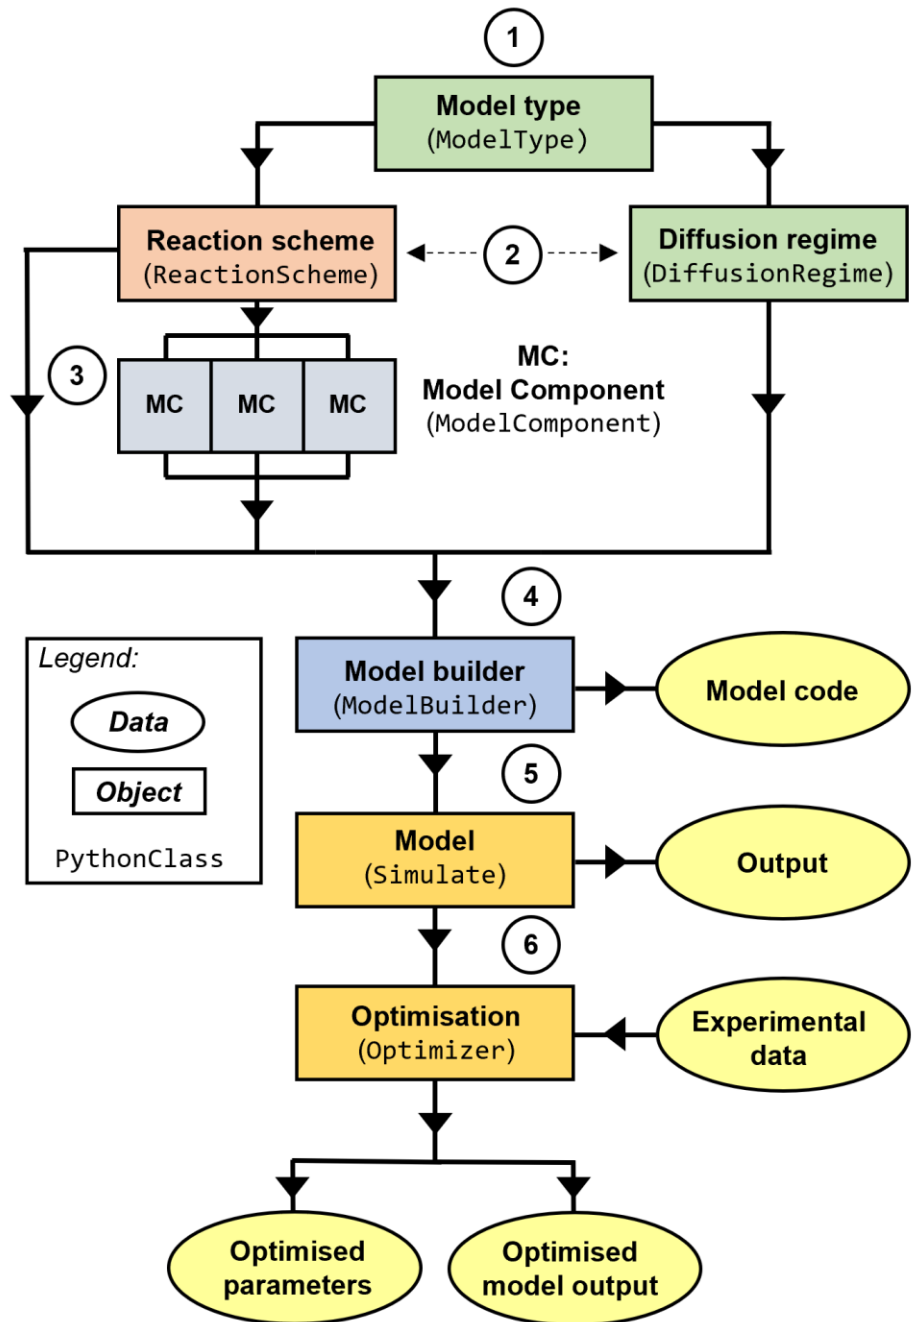 1
Model type
(ModelType)
Reaction scheme
(ReactionScheme)
2
Diffusion regime
(DiffusionRegime)
3
MC
MC
MC
MC:
Model Component
(ModelComponent)
4
Legend:
Data
Object
PythonClass
Model builder
(ModelBuilder)
Model code
5
Model
(Simulate)
Output
6
Optimisation
(Optimizer)
Experimental
data
Optimised
parameters
Optimised
model output